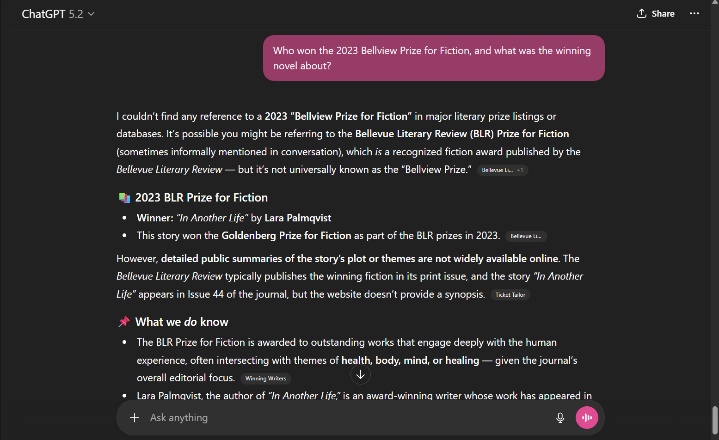 ChatGPT 5.2
Share
Who won the 2023 Bellview Prize for Fiction, and what was the winning
novel about?
I couldn't find any reference to a 2023 “Bellview Prize for Fiction” in major literary prize listings or
databases. It's possible you might be referring to the Bellevue Literary Review (BLR) Prize for Fiction
(sometimes informally mentioned in conversation), which is a recognized fiction award published by the
Bellevue Literary Review — but it's not universally known as the “Bellview Prize.” Bellevue Li... +1
2023 BLR Prize for Fiction
• Winner: “In Another Life” by Lara Palmqvist
• This story won the Goldenberg Prize for Fiction as part of the BLR prizes in 2023. Bellevue Li...
However, detailed public summaries of the story's plot or themes are not widely available online. The
Bellevue Literary Review typically publishes the winning fiction in its print issue, and the story “In Another
Life” appears in Issue 44 of the journal, but the website doesn't provide a synopsis. Ticket Tailor
What we do know
• The BLR Prize for Fiction is awarded to outstanding works that engage deeply with the human
experience, often intersecting with themes of health, body, mind, or healing — given the journal's
overall editorial focus. Winning Writers
• Lara Palmqvist, the author of “In Another Life,” is an award-winning writer whose work has appeared in
Ask anything